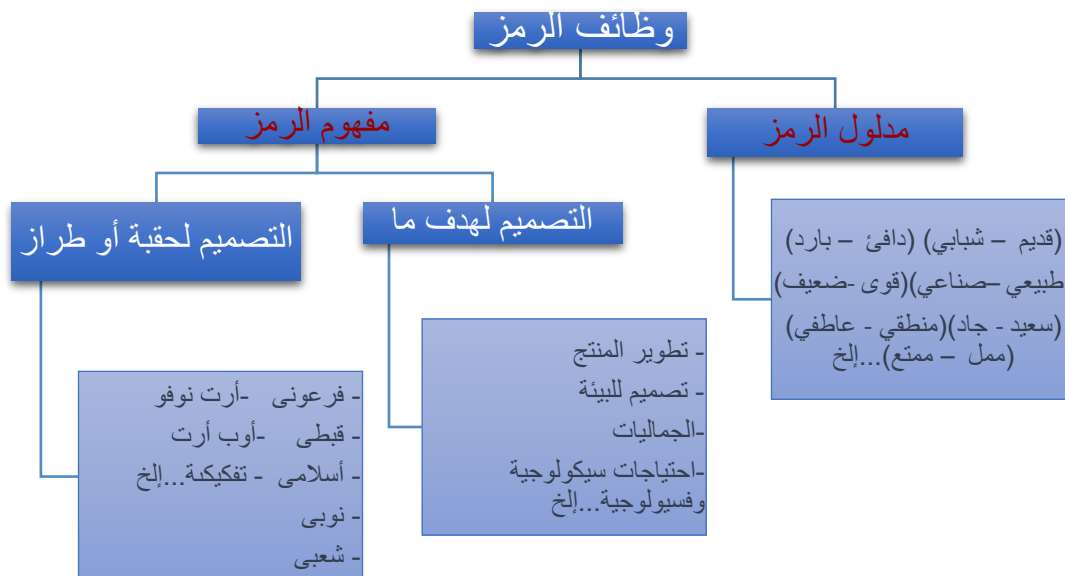 وظائف الرمز
مدلول الرمز
(قديم – شبابي) (دافئ – بارد)
طبيعي –صناعي)(قوى -ضعيف)
(سعيد - جاد)(منطقي - عاطفي)
(ممل – ممتع)...إلخ
مفهوم الرمز
التصميم لهدف ما
- تطوير المنتج
- تصميم للبيئة
-الجماليات
-احتياجات سيكولوجية
وفسيولوجية...إلخ
التصميم لحقبة أو طراز
- فرعونى -أرت نوفو
- قبطى -أوب أرت
- أسلامى - تفكيكية...إلخ
- نوبى
- شعبى